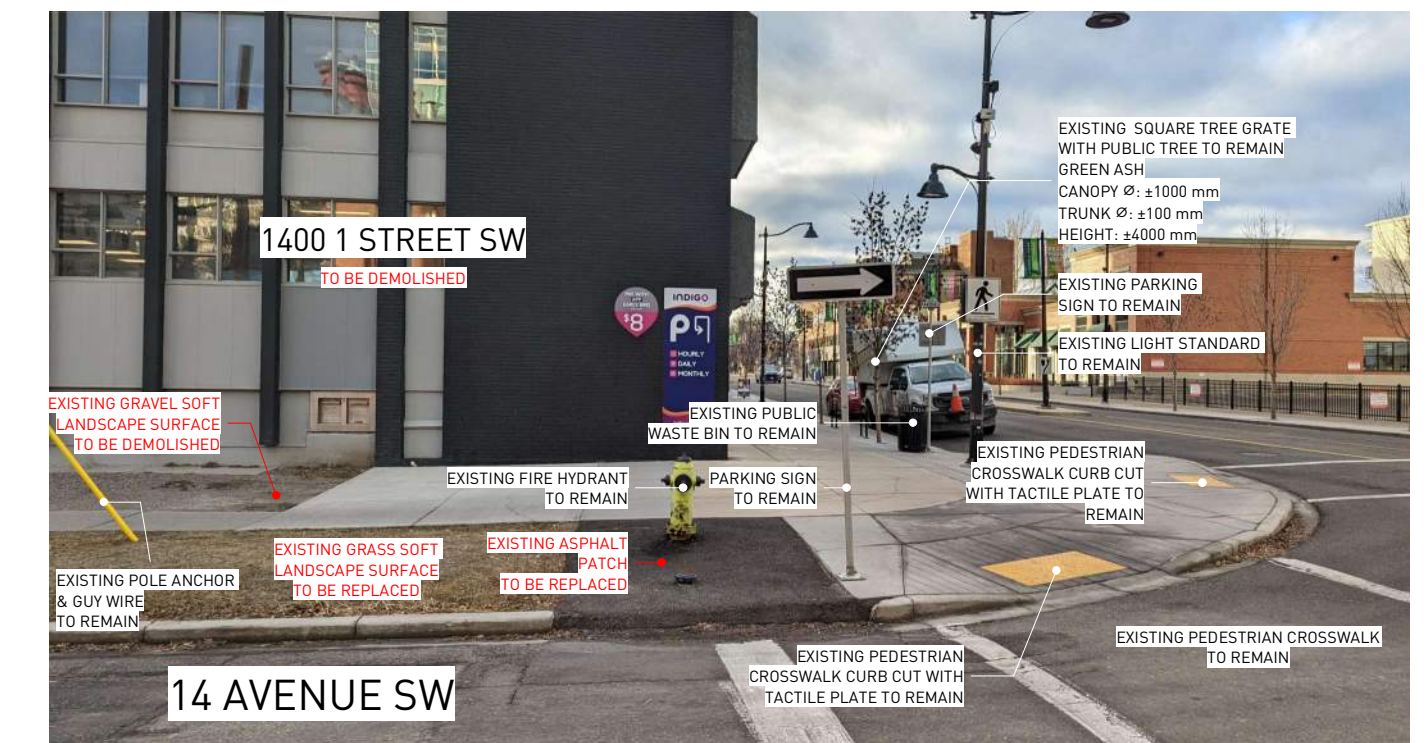 EXISTING SQUARE TREE GRATE
WITH PUBLIC TREE TO REMAIN
GREEN ASH
CANOPY Ø: ±1000 mm
TRUNK Ø: ±100 mm
HEIGHT: ±4000 mm
1400 1 STREET SW
TO BE DEMOLISHED
EXISTING PARKING
SIGN TO REMAIN
$8
INDIGO
P
HOURLY
DAILY
MONTHLY
EXISTING LIGHT STANDARD
TO REMAIN
EXISTING GRAVEL SOFT
LANDSCAPE SURFACE
TO BE DEMOLISHED
EXISTING PUBLIC
WASTE BIN TO REMAIN
EXISTING PEDESTRIAN
CROSSWALK CURB CUT
WITH TACTILE PLATE TO
REMAIN
EXISTING FIRE HYDRANT
TO REMAIN
PARKING SIGN
TO REMAIN
EXISTING GRASS SOFT
LANDSCAPE SURFACE
TO BE REPLACED
EXISTING ASPHALT
PATCH
TO BE REPLACED
EXISTING POLE ANCHOR
& GUY WIRE
TO REMAIN
EXISTING PEDESTRIAN CROSSWALK
TO REMAIN
EXISTING PEDESTRIAN
CROSSWALK CURB CUT WITH
TACTILE PLATE TO REMAIN
14 AVENUE SW